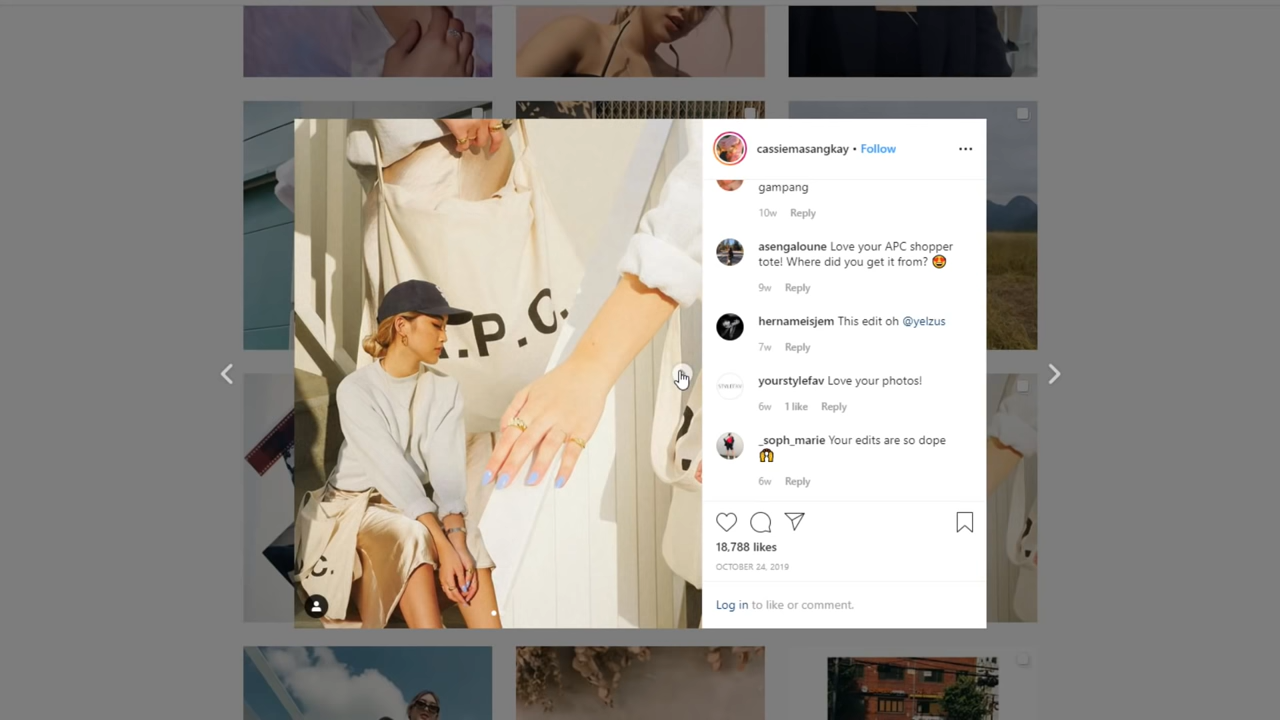 cassiemasangkay • Follow
gampang
10w Reply
asengaloune Love your APC shopper
tote! Where did you get it from? 😍
9w Reply
hernameisjem This edit oh @yelzus
7w Reply
yourstylefav Love your photos!
6w 1 like Reply
_soph_marie Your edits are so dope
🙌
6w Reply
18,788 likes
OCTOBER 24, 2019
Log in to like or comment.
.P.C.
.C.